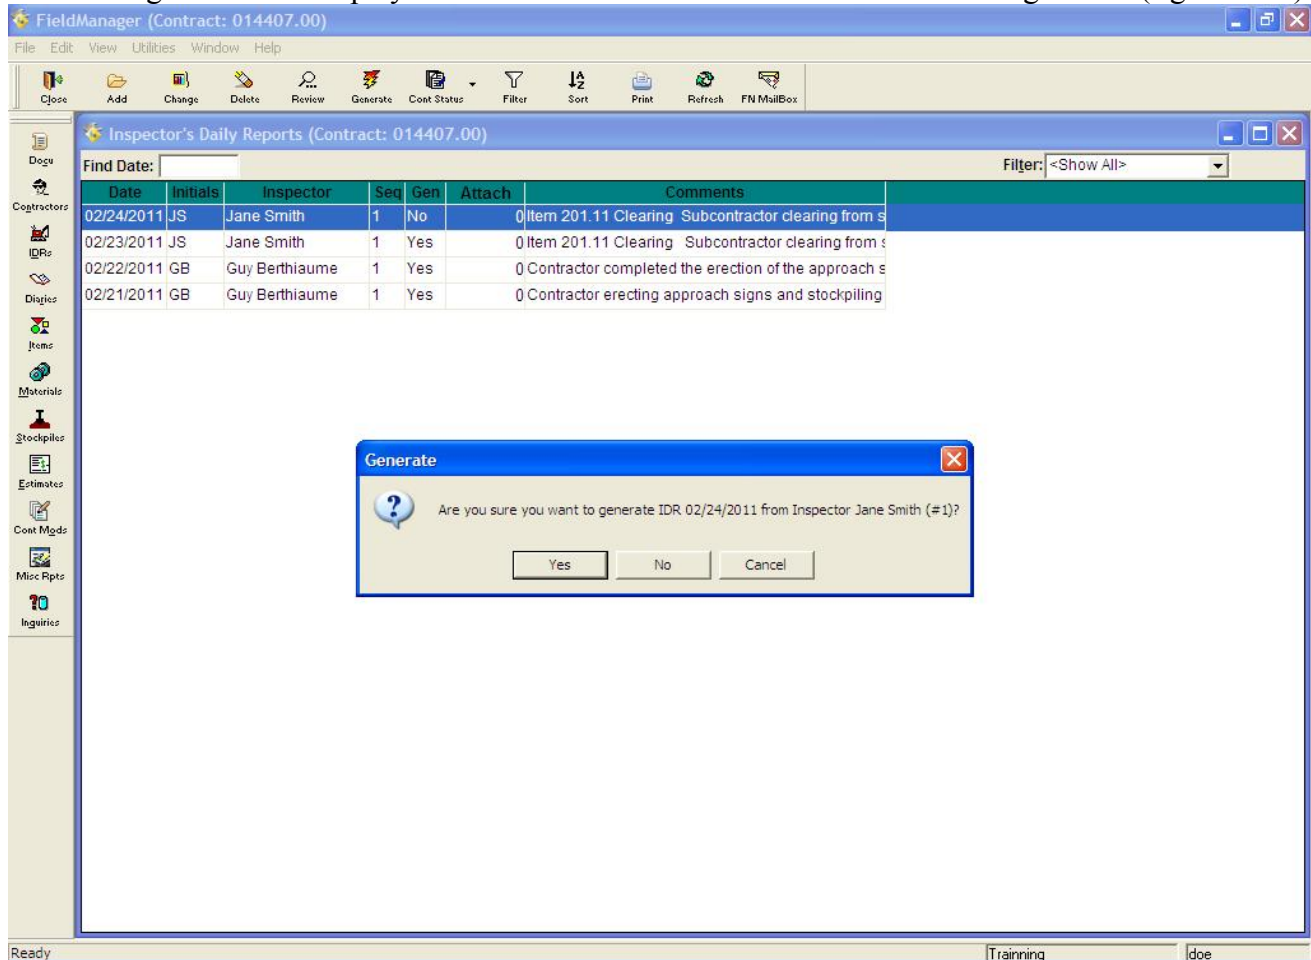 FieldManager (Contract: 014407.00)
File Edit View Utilities Window Help
Close Add Change Delete Review Generate Cont Status Filter Sort Print Refresh FN MailBox
Inspector's Daily Reports (Contract: 014407.00)
Find Date: Filter: <Show All>
Date Initials Inspector Seq Gen Attach Comments
02/24/2011 JS Jane Smith 1 No 0 Item 201.11 Clearing Subcontractor clearing from s
02/23/2011 JS Jane Smith 1 Yes 0 Item 201.11 Clearing Subcontractor clearing from s
02/22/2011 GB Guy Berthiaume 1 Yes 0 Contractor completed the erection of the approach s
02/21/2011 GB Guy Berthiaume 1 Yes 0 Contractor erecting approach signs and stockpiling
Docu
Contractors
IDRs
Diaries
Items
Materials
Stockpiles
Estimates
Cont Mods
Misc Rpts
Inquiries
Generate
Are you sure you want to generate IDR 02/24/2011 from Inspector Jane Smith (#1)?
Yes No Cancel
Ready Trainning doe